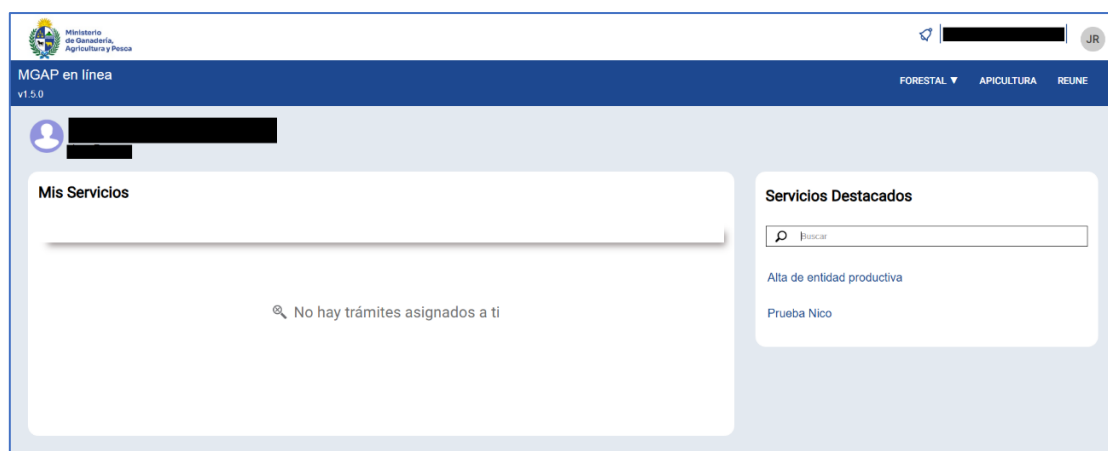 Ministerio
de Ganadería,
Agricultura y Pesca
JR
MGAP en línea
v1.5.0
FORESTAL ▼ APICULTURA REUNE
Mis Servicios
No hay trámites asignados a ti
Servicios Destacados
Buscar
Alta de entidad productiva
Prueba Nico